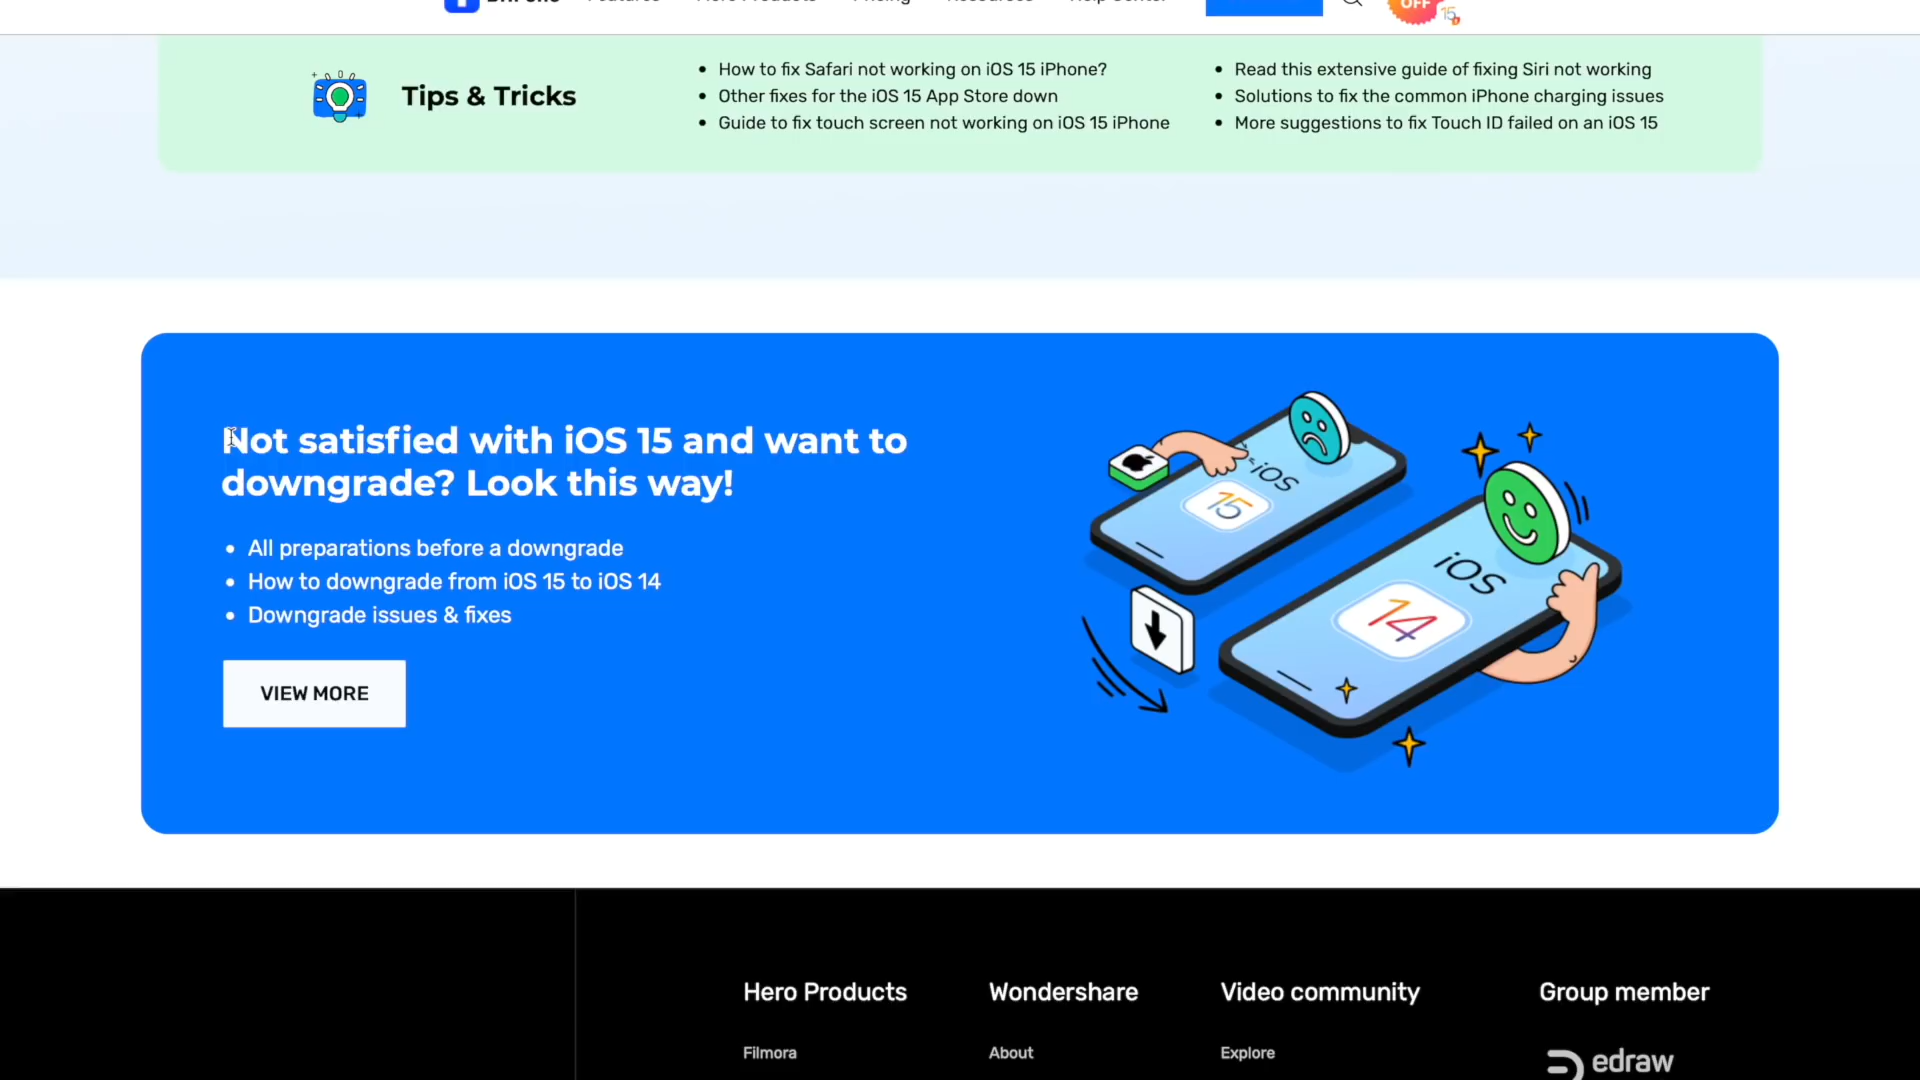 OFF
15
Tips & Tricks
• How to fix Safari not working on iOS 15 iPhone?
• Other fixes for the iOS 15 App Store down
• Guide to fix touch screen not working on iOS 15 iPhone
• Read this extensive guide of fixing Siri not working
• Solutions to fix the common iPhone charging issues
• More suggestions to fix Touch ID failed on an iOS 15
Not satisfied with iOS 15 and want to
downgrade? Look this way!
• All preparations before a downgrade
• How to downgrade from iOS 15 to iOS 14
• Downgrade issues & fixes
VIEW MORE
iOS
15
iOS
14
Hero Products
Wondershare
Video community
Group member
Filmora
About
Explore
edraw